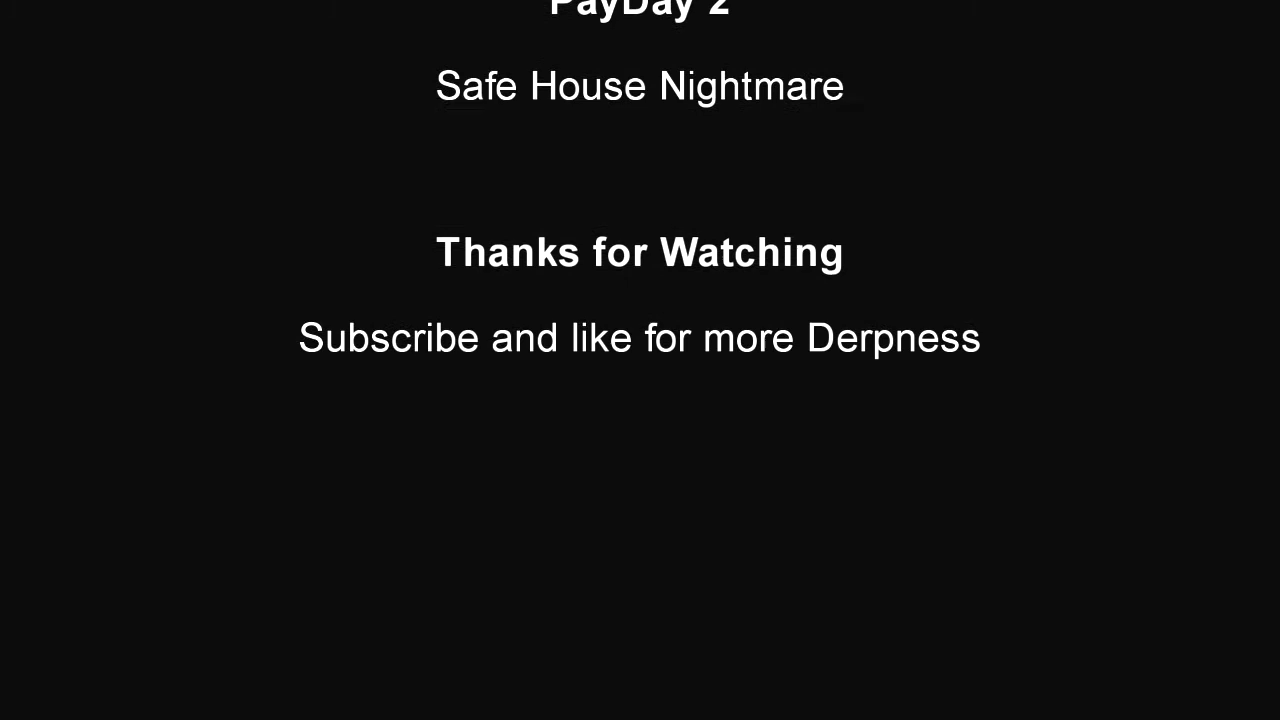 PayDay 2
Safe House Nightmare
Thanks for Watching
Subscribe and like for more Derpness